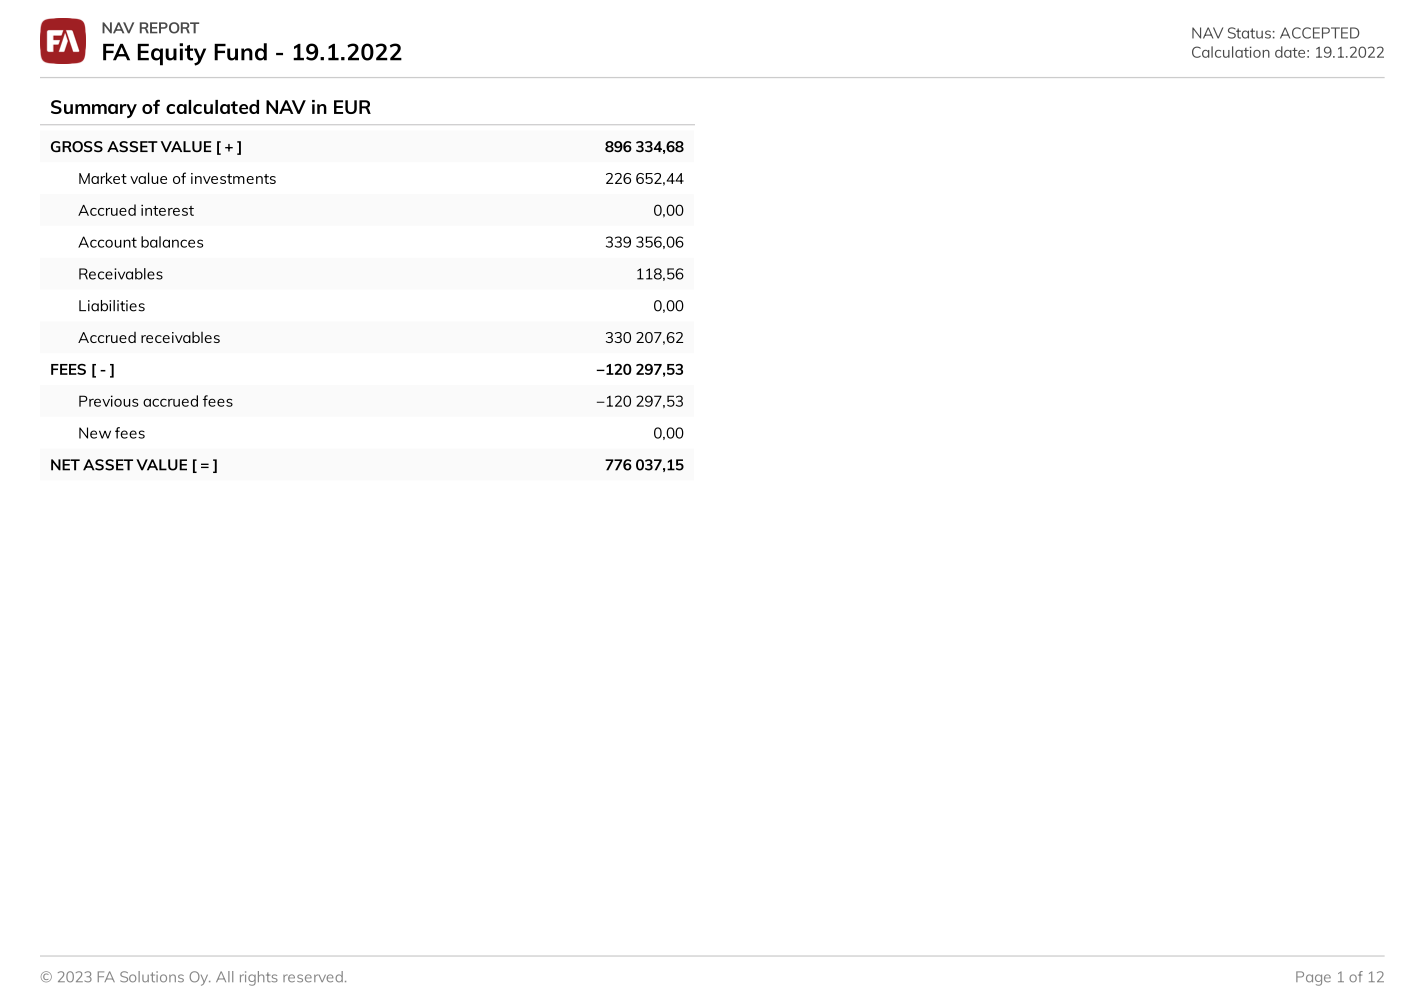 FA
NAV REPORT
FA Equity Fund - 19.1.2022
NAV Status: ACCEPTED
Calculation date: 19.1.2022
Summary of calculated NAV in EUR
GROSS ASSET VALUE [ + ] 896 334,68
Market value of investments 226 652,44
Accrued interest 0,00
Account balances 339 356,06
Receivables 118,56
Liabilities 0,00
Accrued receivables 330 207,62
FEES [ - ] −120 297,53
Previous accrued fees −120 297,53
New fees 0,00
NET ASSET VALUE [ = ] 776 037,15
© 2023 FA Solutions Oy. All rights reserved.
Page 1 of 12